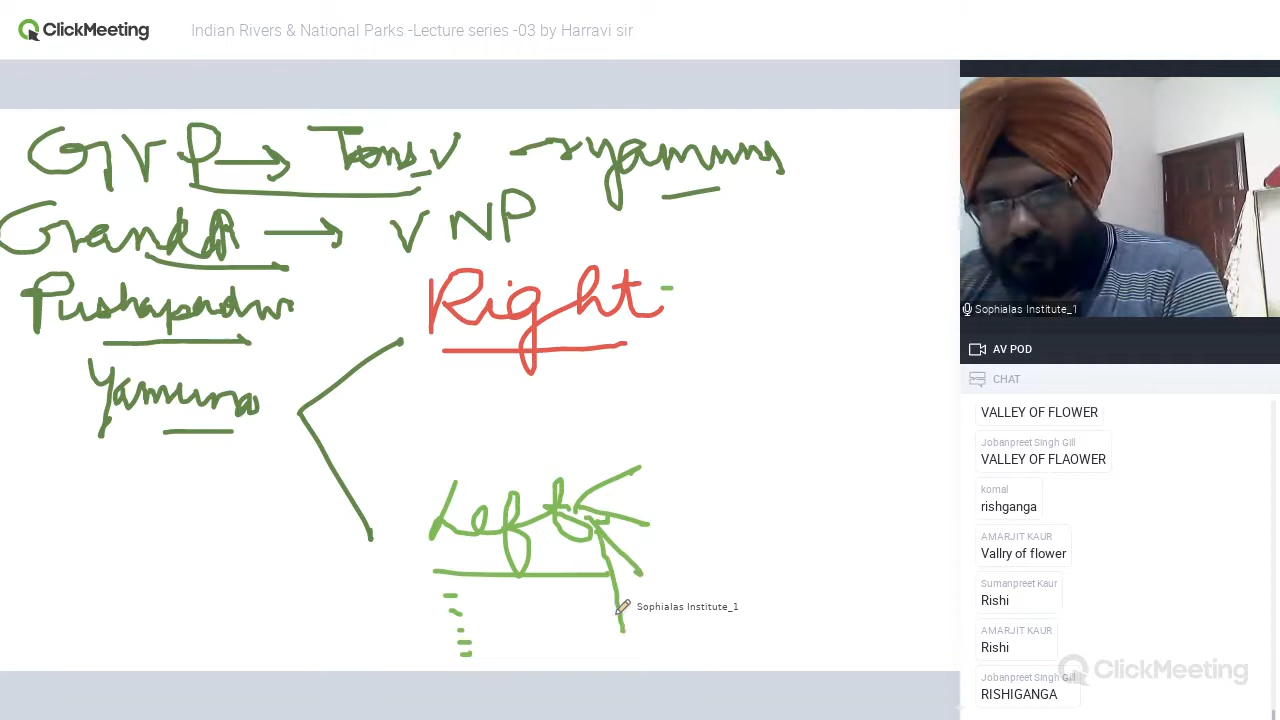 ClickMeeting
Indian Rivers & National Parks -Lecture series -03 by Harravi sir
GVP → Tons → yamuna
→ VNP
Pushapadw
Right
Yamuna
Left
Sophialas Institute_1
Sophialas Institute_1
AV POD
CHAT
VALLEY OF FLOWER
Jobanpreet Singh Gill
VALLEY OF FLAOWER
komal
rishganga
AMARJIT KAUR
Vallry of flower
Sumanpreet Kaur
Rishi
AMARJIT KAUR
Rishi
Jobanpreet Singh Gill
RISHIGANGA
ClickMeeting